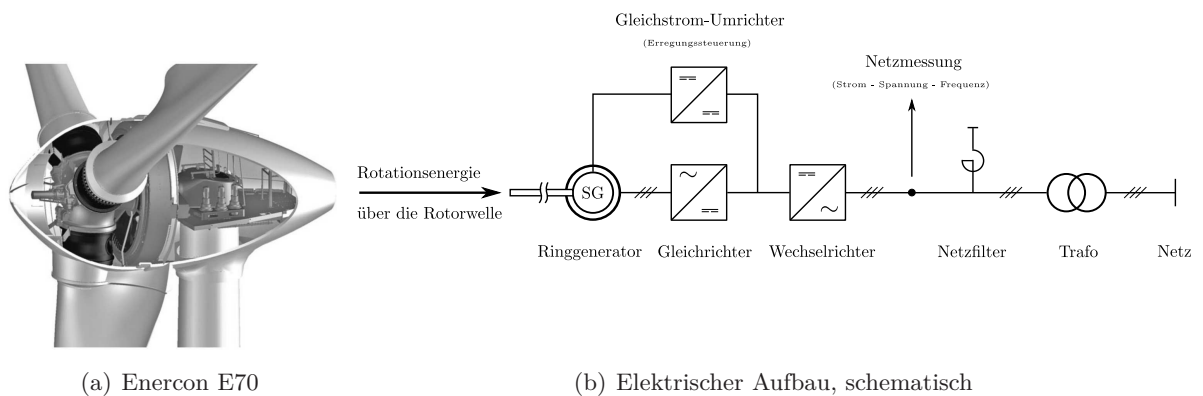 Gleichstrom-Umrichter
(Erregungssteuerung)
Netzmessung
(Strom - Spannung - Frequenz)
Rotationsenergie
über die Rotorwelle
SG
Ringgenerator
Gleichrichter
Wechselrichter
Netzfilter
Trafo
Netz
(a) Enercon E70
(b) Elektrischer Aufbau, schematisch